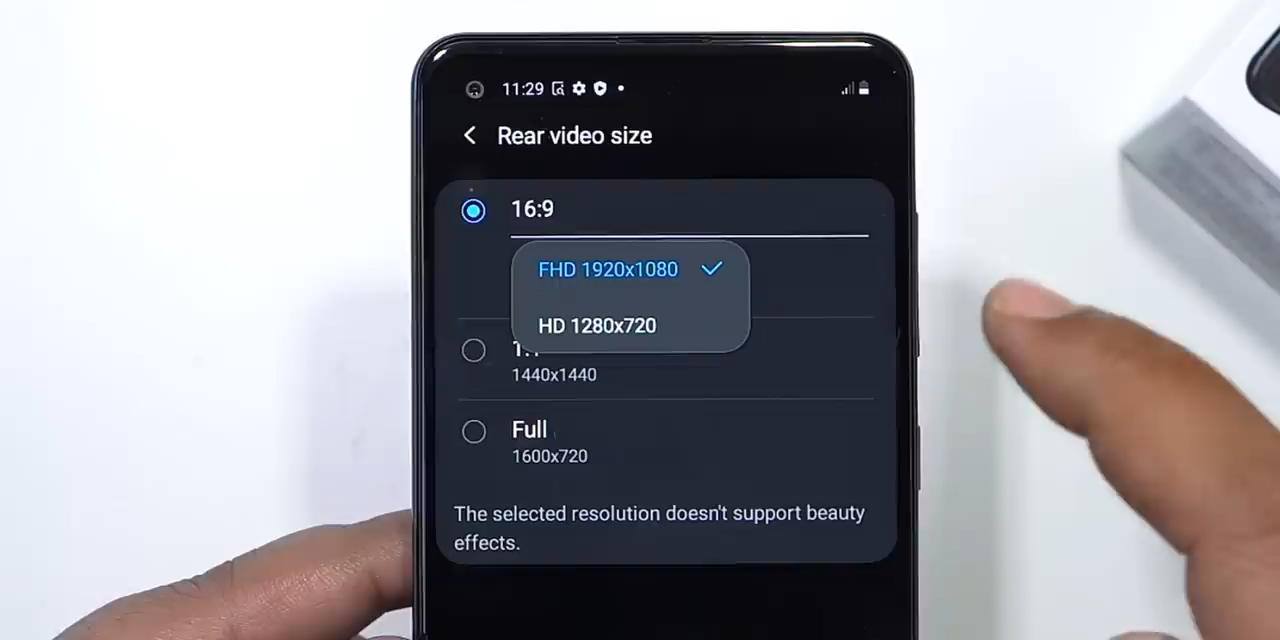 11:29
Rear video size
16:9
FHD 1920x1080
HD 1280x720
1440x1440
Full
1600x720
The selected resolution doesn't support beauty
effects.